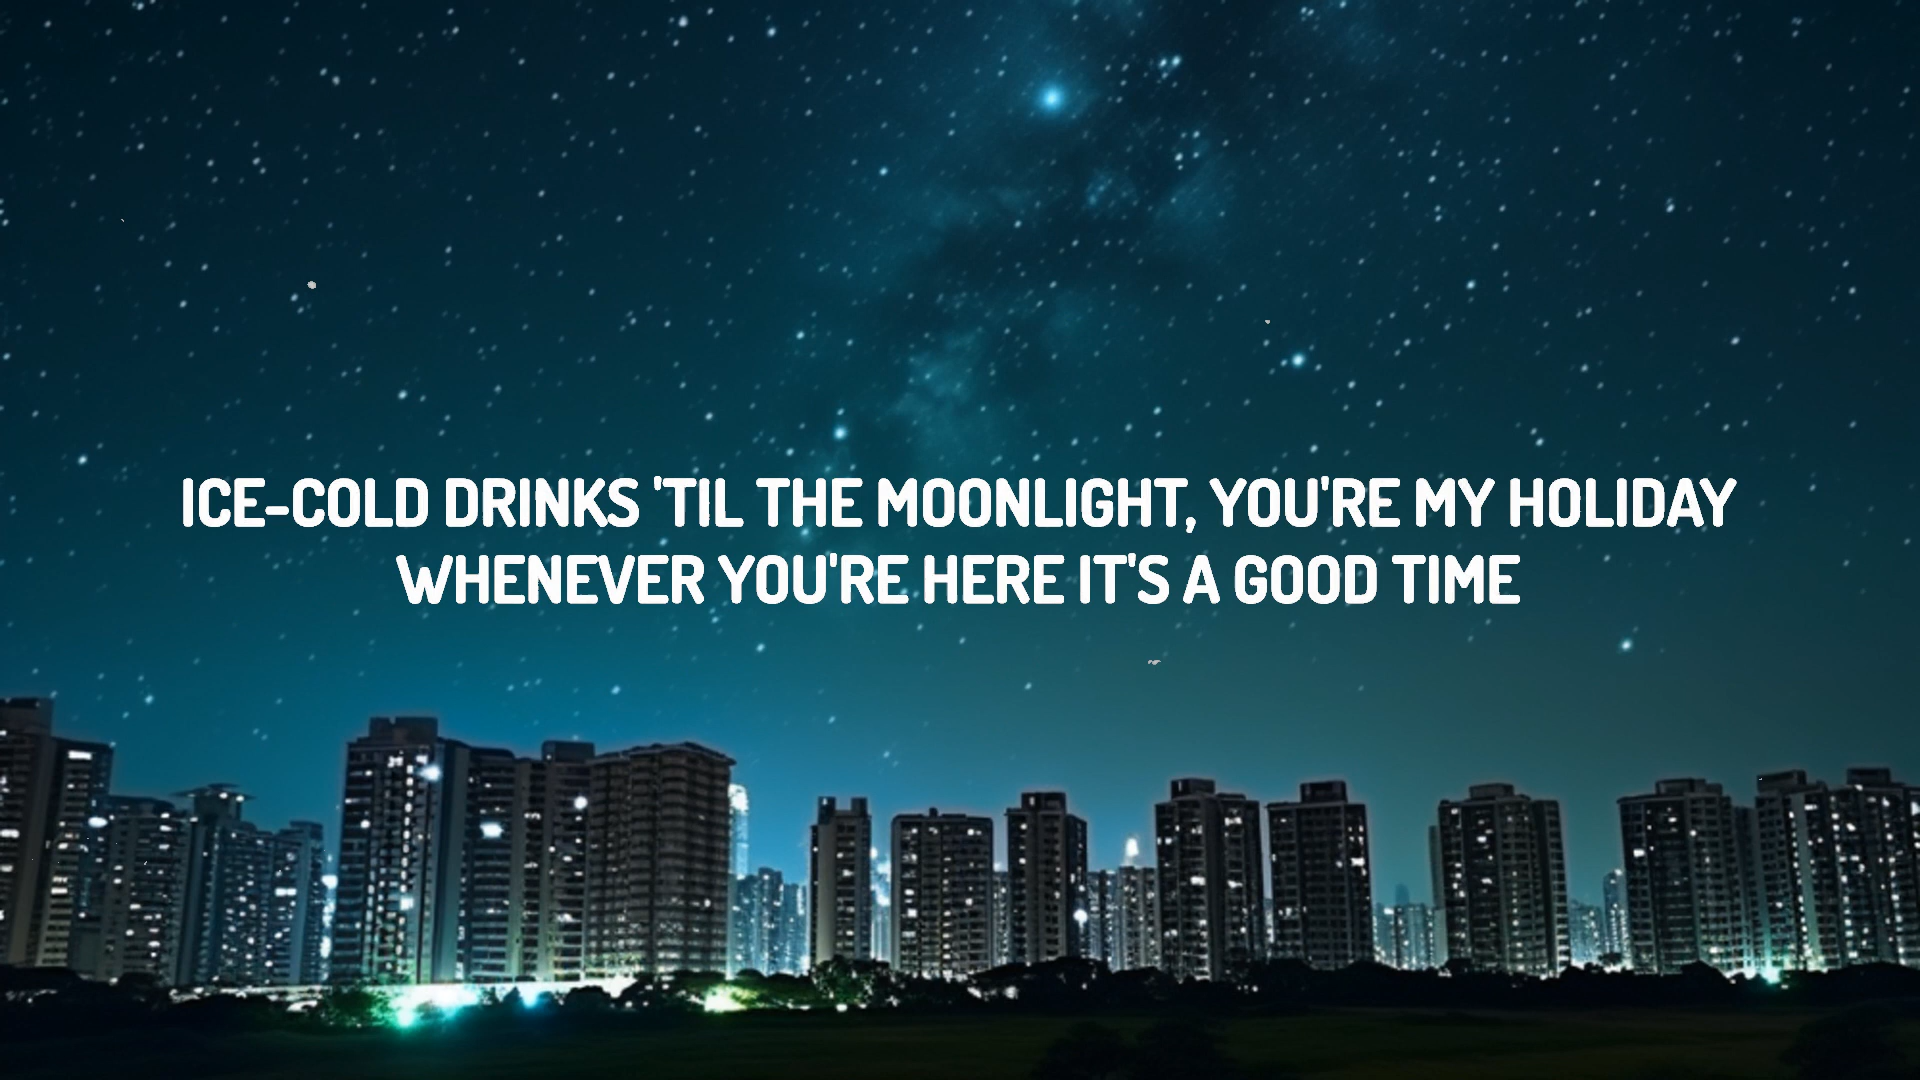 ICE-COLD DRINKS 'TIL THE MOONLIGHT, YOU'RE MY HOLIDAY
WHENEVER YOU'RE HERE IT'S A GOOD TIME